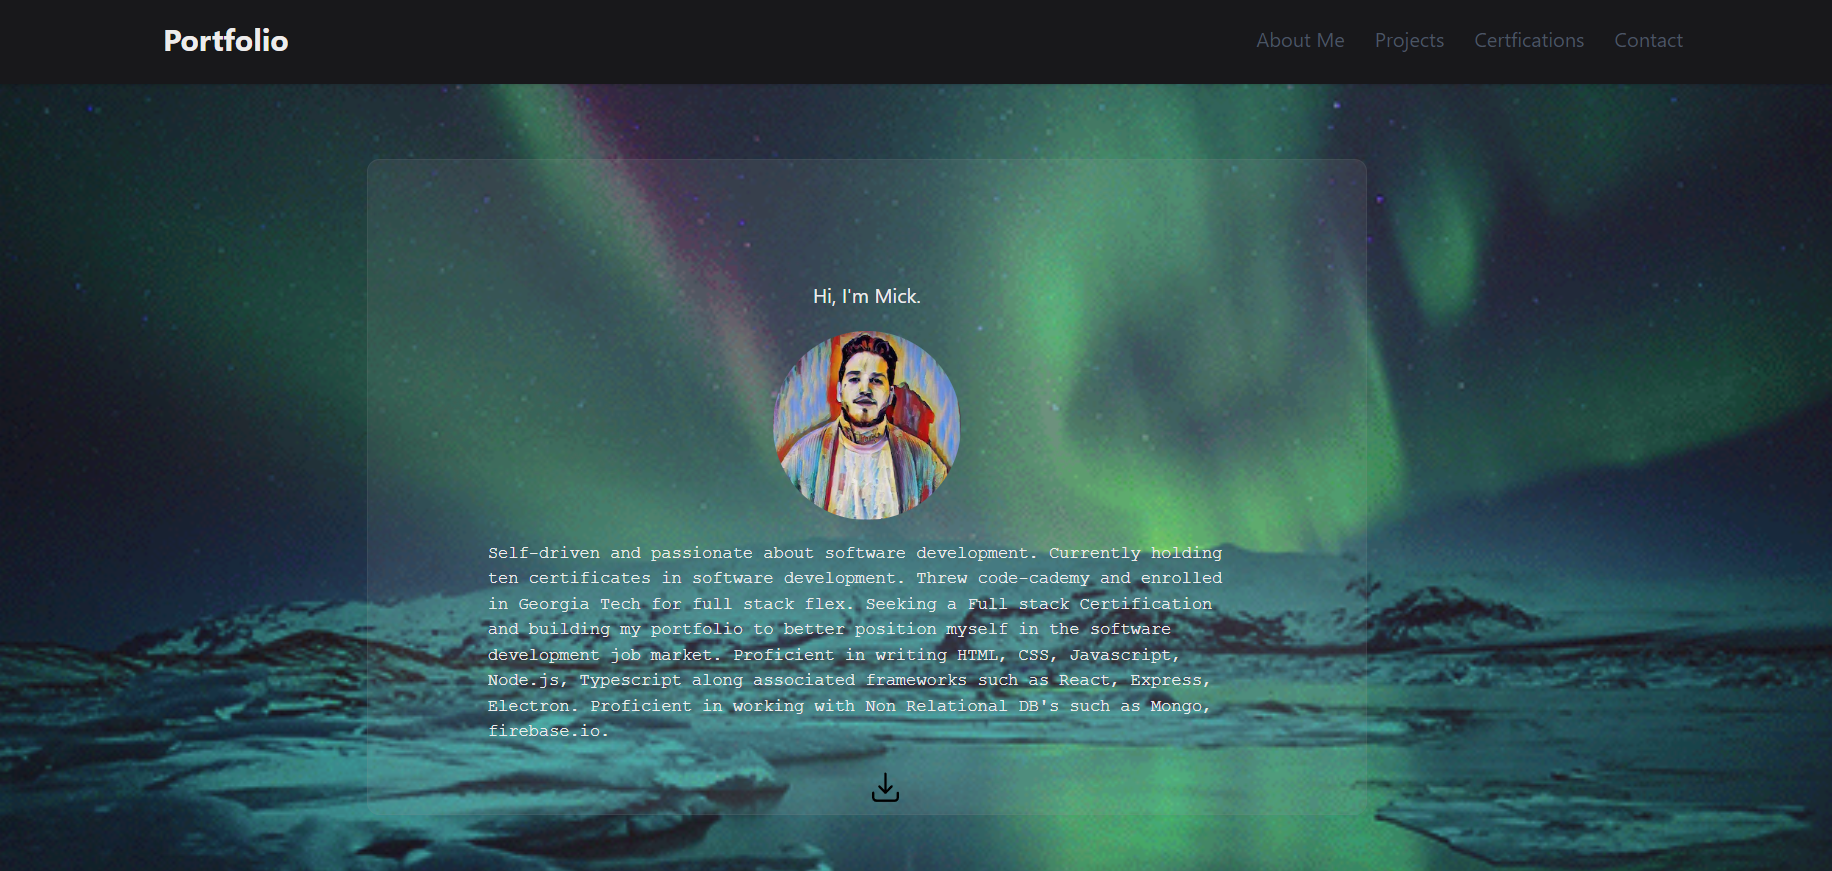 Portfolio
About Me Projects Certfications Contact
Hi, I'm Mick.
Self-driven and passionate about software development. Currently holding
ten certificates in software development. Threw code-cademy and enrolled
in Georgia Tech for full stack flex. Seeking a Full stack Certification
and building my portfolio to better position myself in the software
development job market. Proficient in writing HTML, CSS, Javascript,
Node.js, Typescript along associated frameworks such as React, Express,
Electron. Proficient in working with Non Relational DB's such as Mongo,
firebase.io.